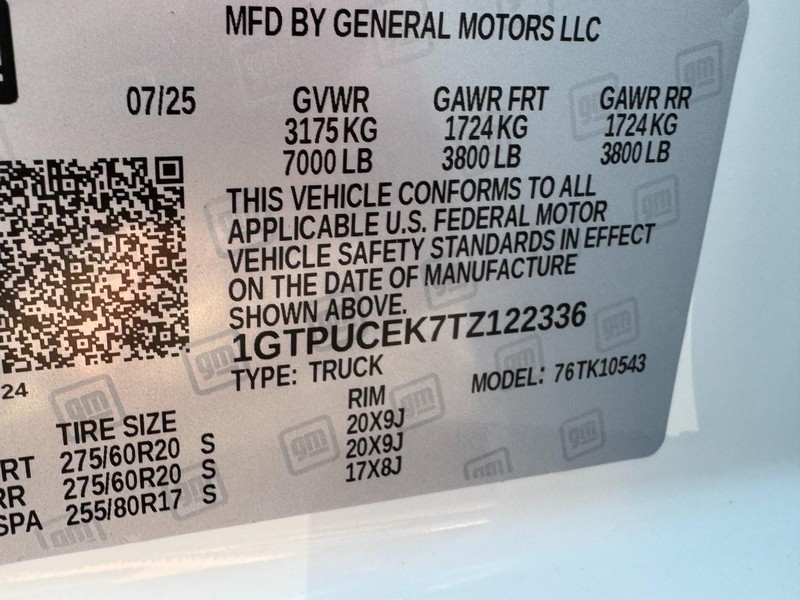 MFD BY GENERAL MOTORS LLC
07/25 GVWR GAWR FRT GAWR RR
3175 KG 1724 KG 1724 KG
7000 LB 3800 LB 3800 LB
THIS VEHICLE CONFORMS TO ALL
APPLICABLE U.S. FEDERAL MOTOR
VEHICLE SAFETY STANDARDS IN EFFECT
ON THE DATE OF MANUFACTURE
SHOWN ABOVE.
1GTPUCEK7TZ122336
24
TYPE: TRUCK MODEL: 76TK10543
TIRE SIZE RIM
RT 275/60R20 S 20X9J
RR 275/60R20 S 20X9J
SPA 255/80R17 S 17X8J